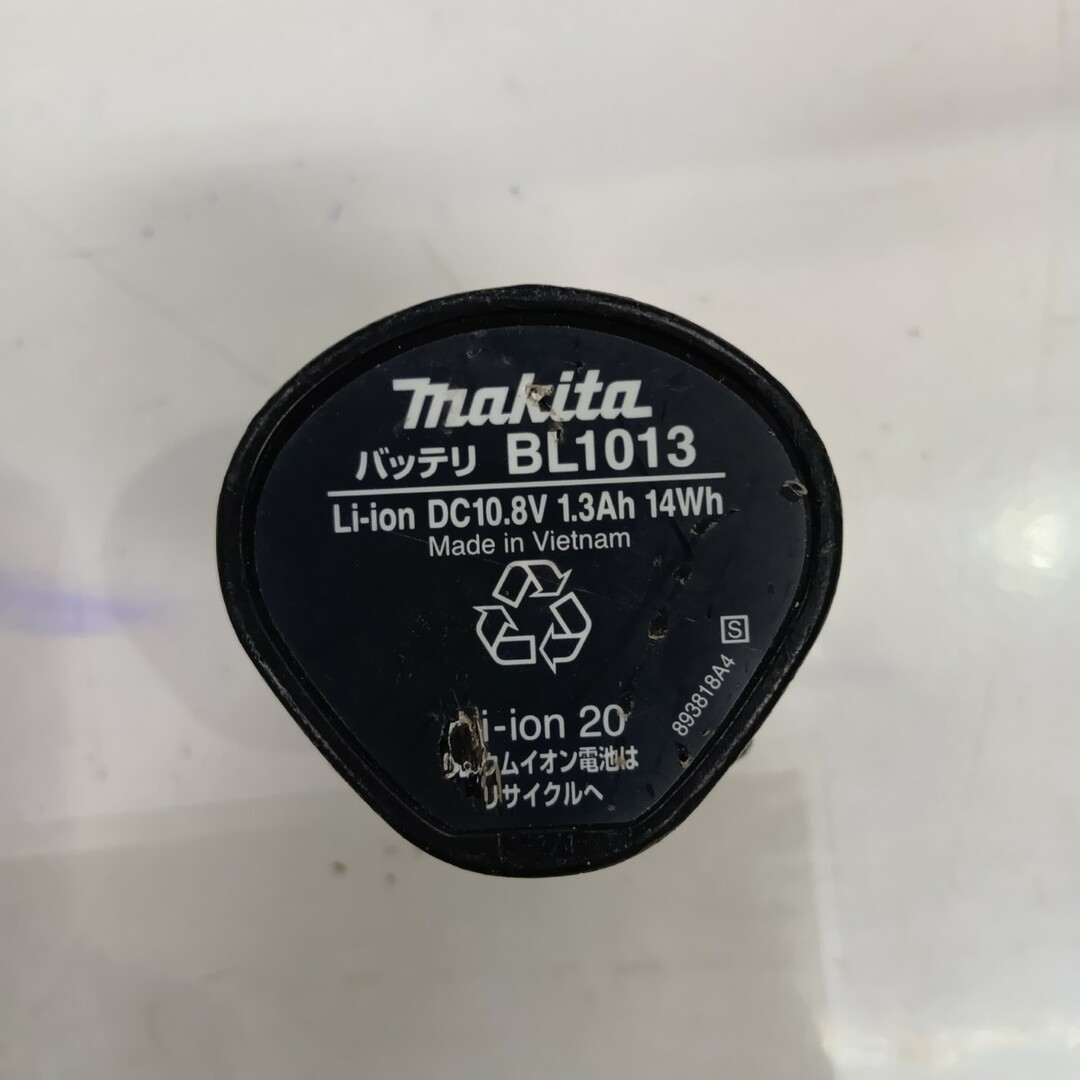 makita
バッテリ BL1013
Li-ion DC10.8V 1.3Ah 14Wh
Made in Vietnam
S
893818A4
i-ion 20
ムイオン電池は
リサイクルへ